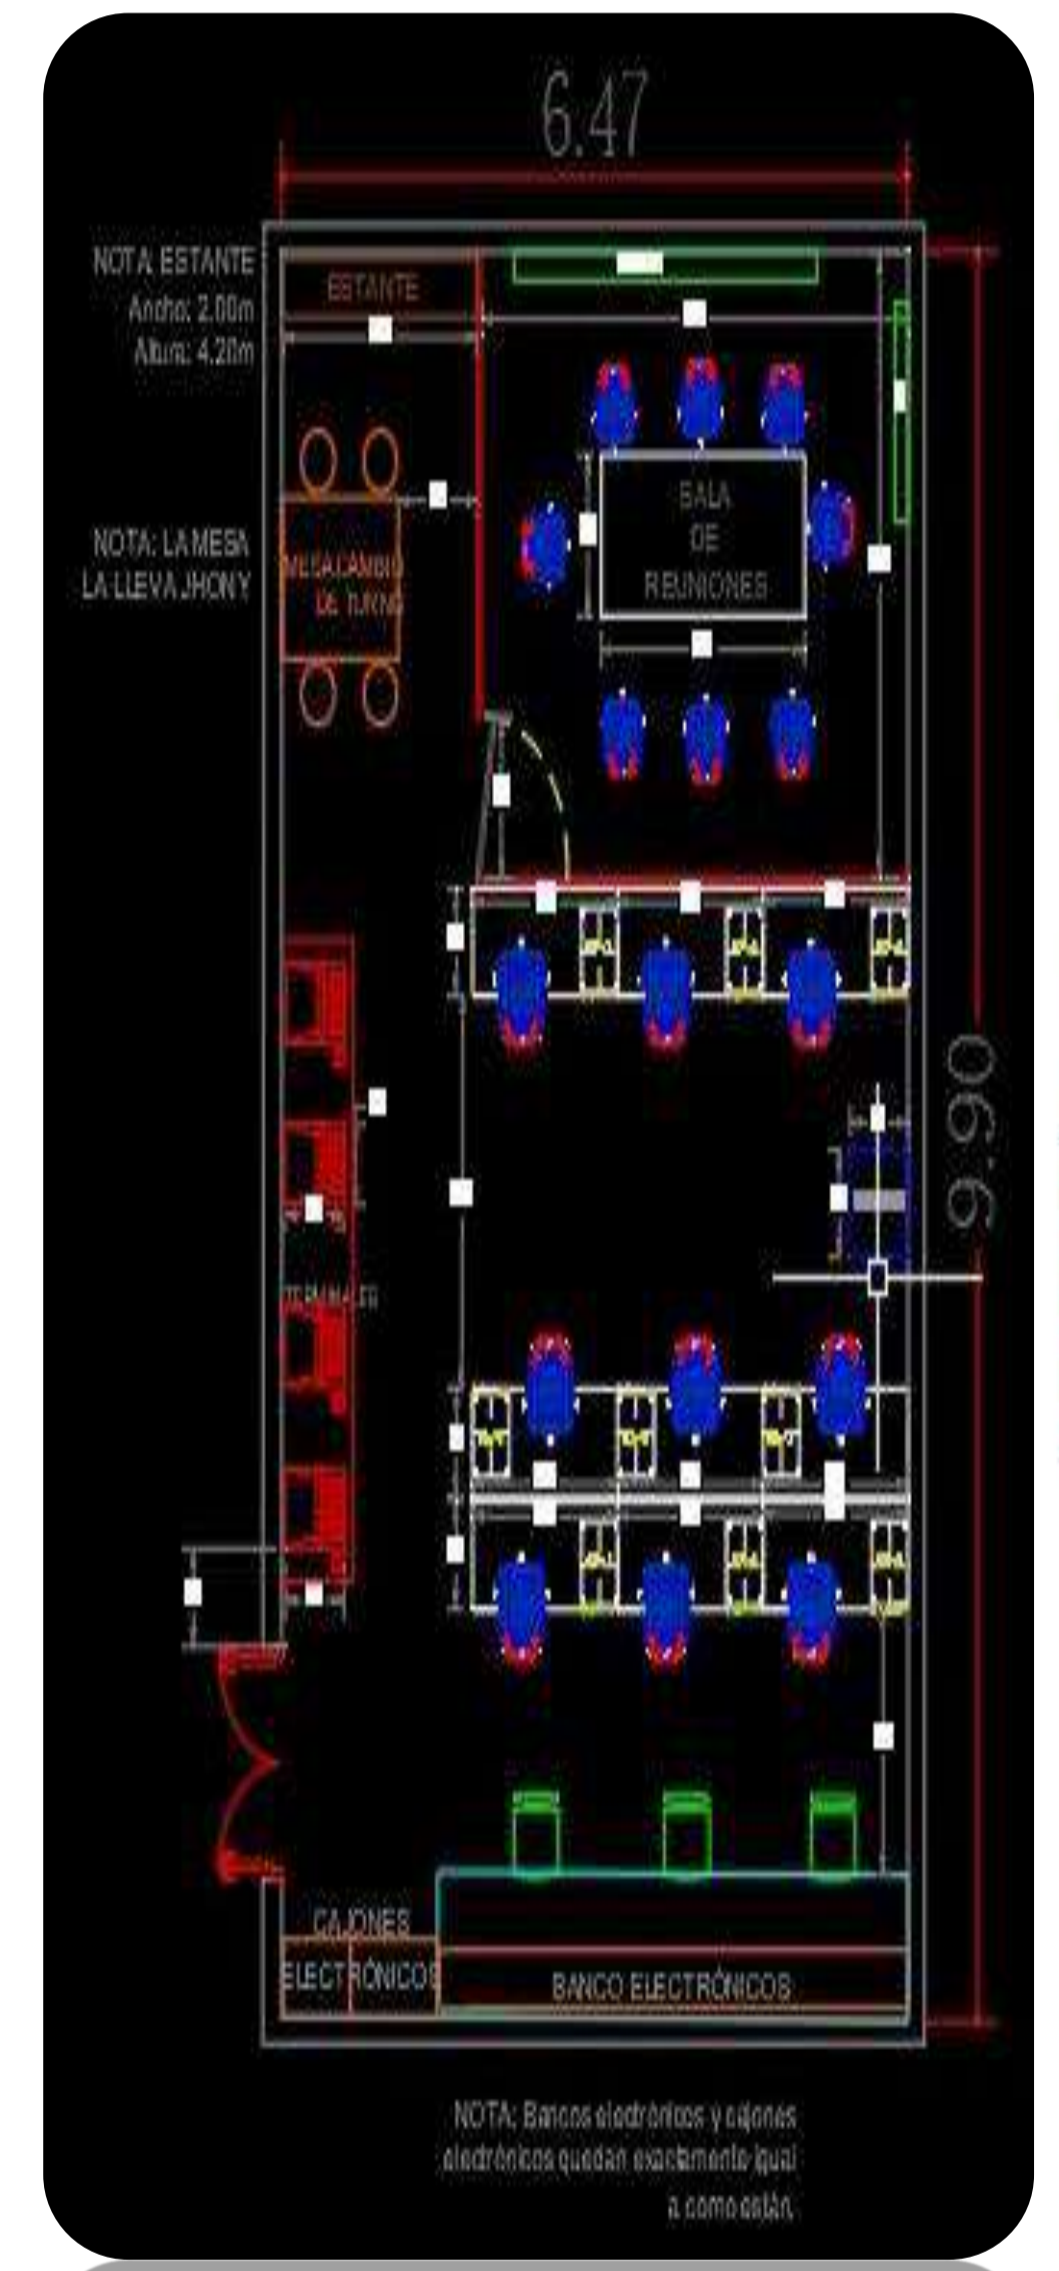 6.47
NOTA: ESTANTE
Ancho: 2.00m
Altura: 4.20m
ESTANTE
SALA
DE
REUNIONES
NOTA: LA MESA
LA LLEVA JHONY
MESA CAMBIO
DE TURNO
9.90
TERMINALES
CAJONES
ELECTRÓNICOS
BANCO ELECTRÓNICOS
NOTA: Bancos electrónicos y cajones
electrónicos quedan exactamente igual
a como están.